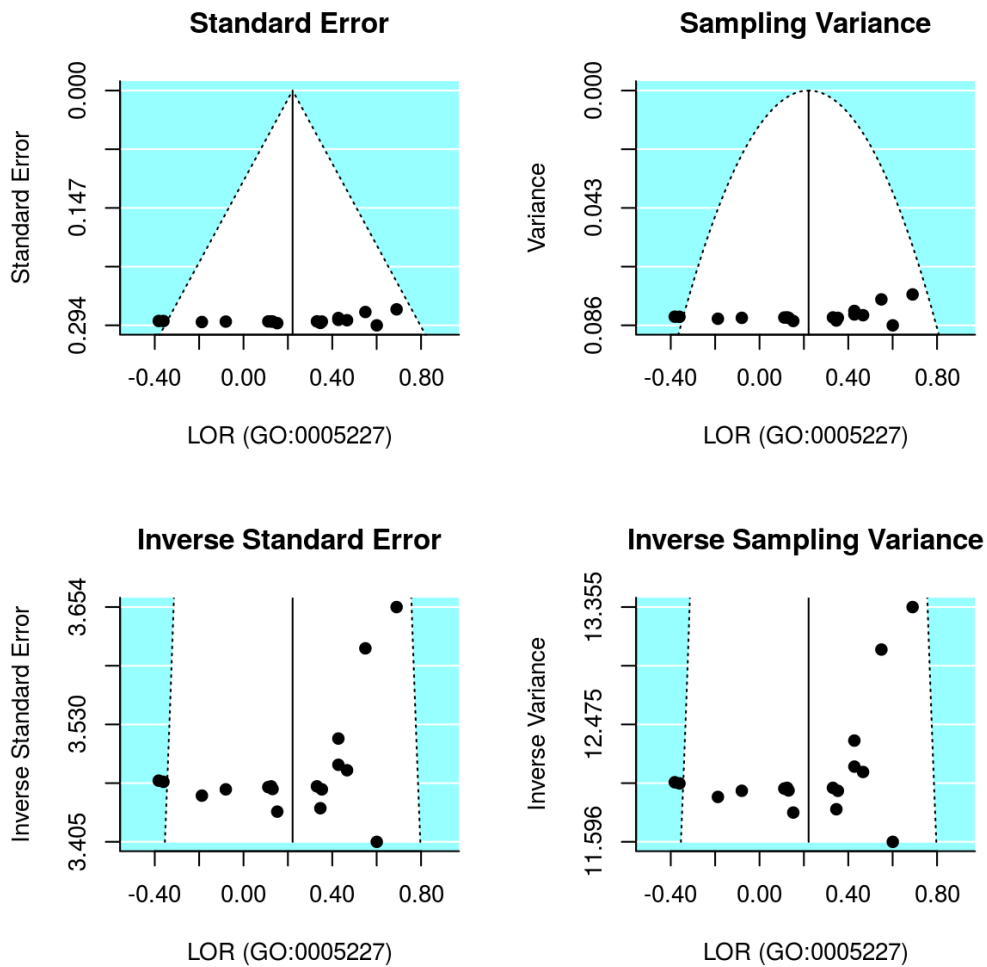 Standard Error
Standard Error
0.000
0.147
0.294
-0.40 0.00 0.40 0.80
LOR (GO:0005227)
Sampling Variance
Variance
0.000
0.043
0.086
-0.40 0.00 0.40 0.80
LOR (GO:0005227)
Inverse Standard Error
Inverse Standard Error
3.654
3.530
3.405
-0.40 0.00 0.40 0.80
LOR (GO:0005227)
Inverse Sampling Variance
Inverse Variance
13.355
12.475
11.596
-0.40 0.00 0.40 0.80
LOR (GO:0005227)